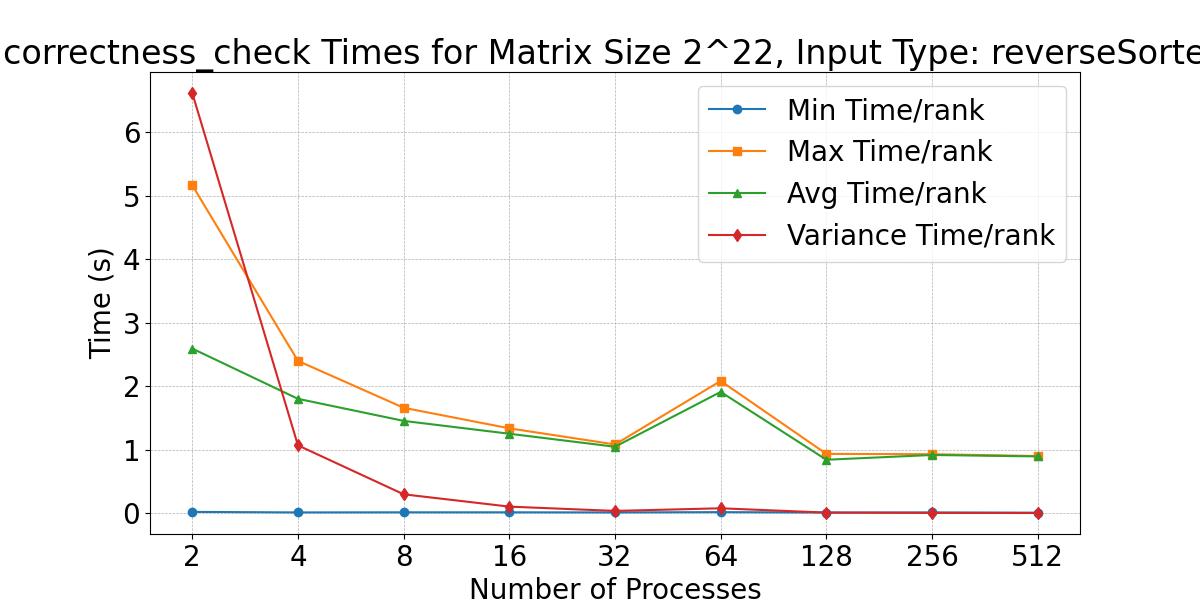 correctness_check Times for Matrix Size 2^22, Input Type: reverseSorte
Min Time/rank
Max Time/rank
Avg Time/rank
Variance Time/rank
Time (s)
6
5
4
3
2
1
0
2 4 8 16 32 64 128 256 512
Number of Processes